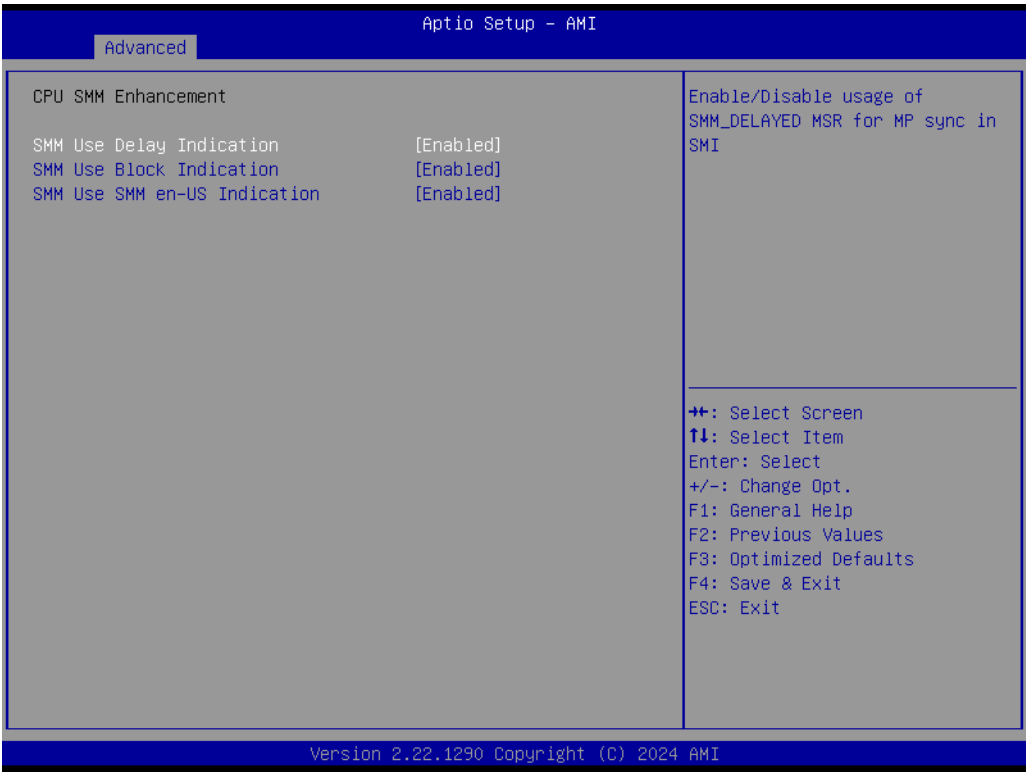 Aptio Setup - AMI
Advanced
CPU SMM Enhancement
SMM Use Delay Indication [Enabled]
SMM Use Block Indication [Enabled]
SMM Use SMM en-US Indication [Enabled]
Enable/Disable usage of
SMM_DELAYED MSR for MP sync in
SMI
→←: Select Screen
↑↓: Select Item
Enter: Select
+/-: Change Opt.
F1: General Help
F2: Previous Values
F3: Optimized Defaults
F4: Save & Exit
ESC: Exit
Version 2.22.1290 Copyright (C) 2024 AMI